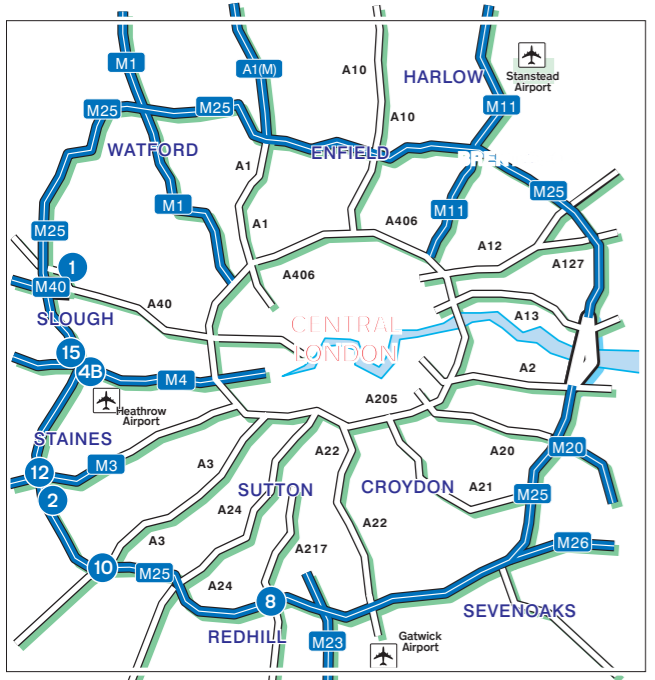 M1
A1(M)
A10
HARLOW
Stanstead
Airport
M25
M25
A10
M11
WATFORD
ENFIELD
BREN
A1
M25
M1
A1
M11
A406
M25
A12
A127
1
A406
M40
A40
SLOUGH
CENTRAL
LONDON
A13
15
4B
M4
A2
Heathrow
Airport
A205
STAINES
A22
A20
M20
12
M3
A3
2
A24
SUTTON
CROYDON
A21
M25
A22
A3
A217
M26
10
M25
A24
8
SEVENOAKS
REDHILL
M23
Gatwick
Airport